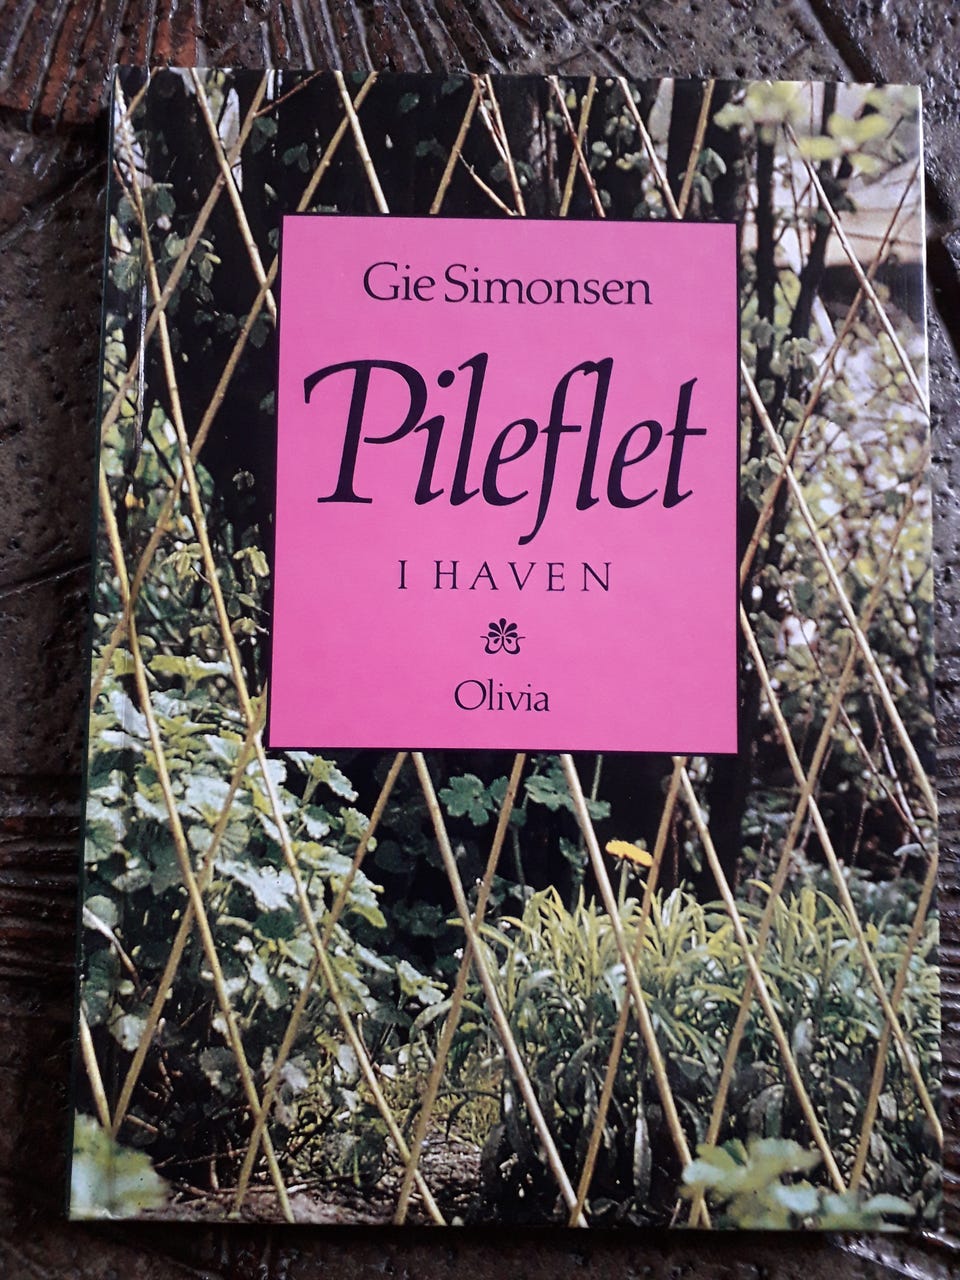 Gie Simonsen
Pileflet
I HAVEN
Olivia